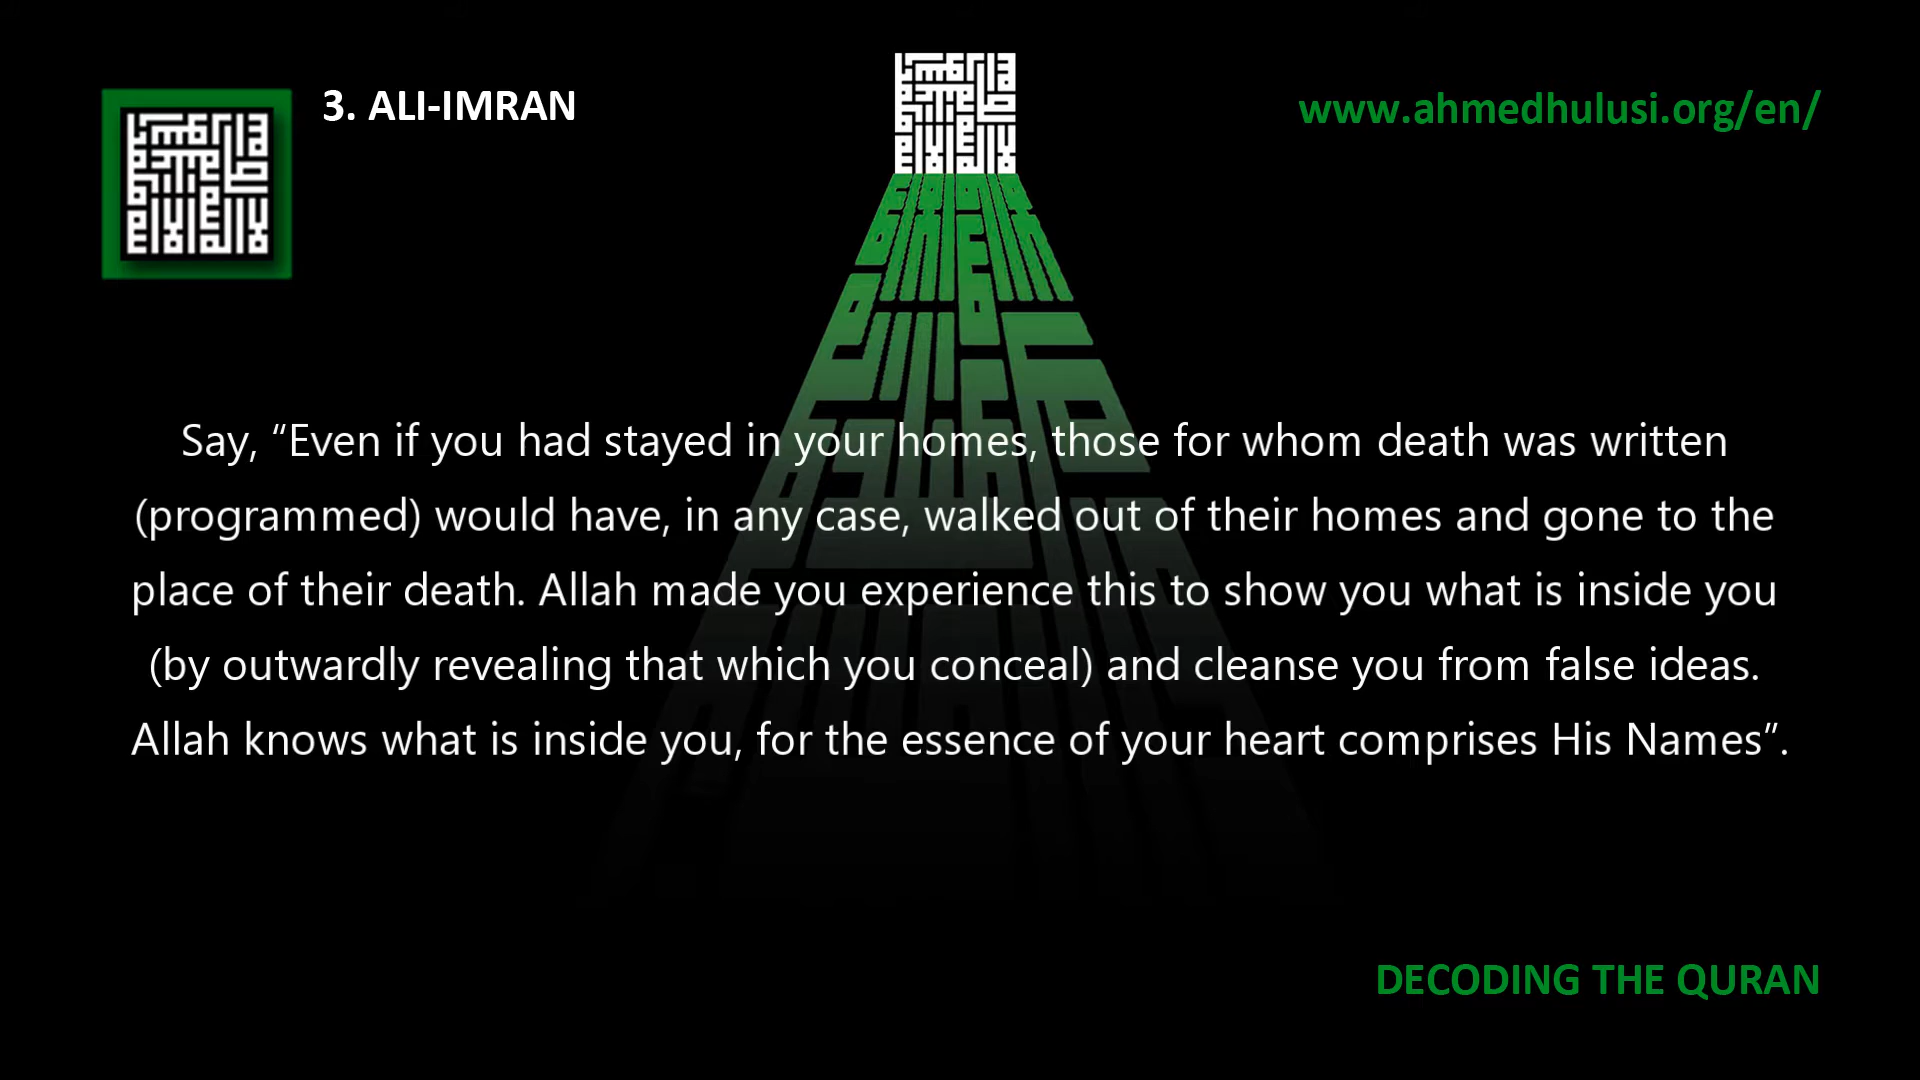 3. ALI-IMRAN
www.ahmedhulusi.org/en/
Say, “Even if you had stayed in your homes, those for whom death was written
(programmed) would have, in any case, walked out of their homes and gone to the
place of their death. Allah made you experience this to show you what is inside you
(by outwardly revealing that which you conceal) and cleanse you from false ideas.
Allah knows what is inside you, for the essence of your heart comprises His Names”.
DECODING THE QURAN